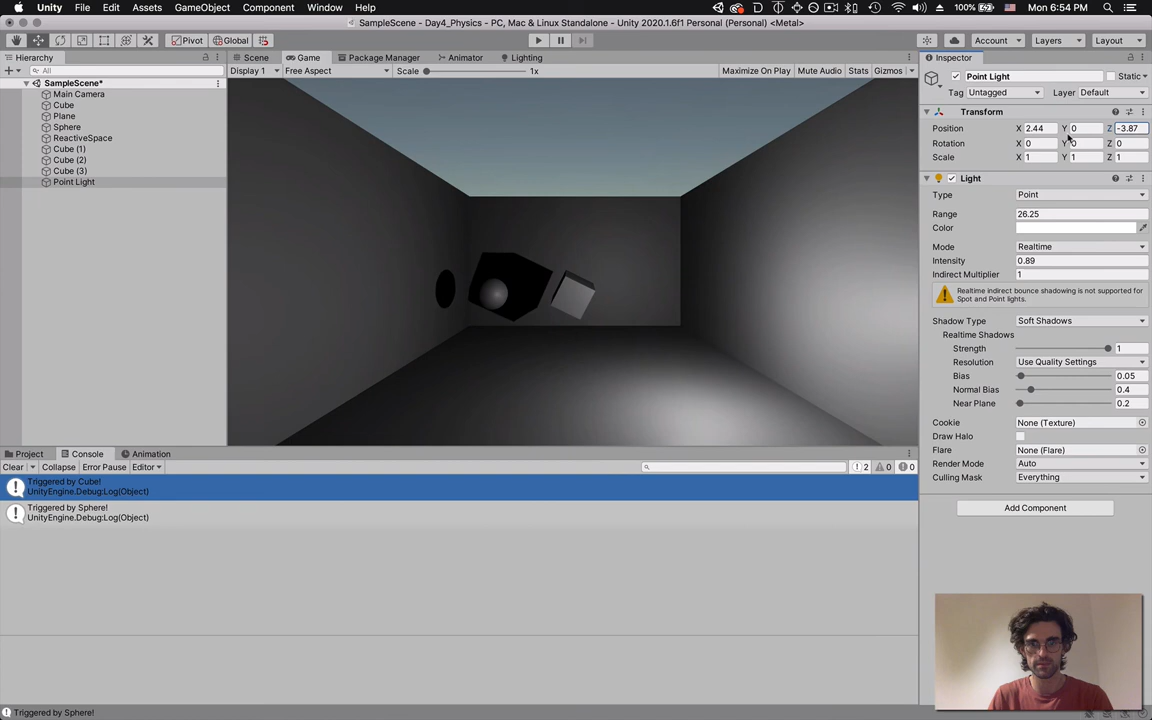 Unity File Edit Assets GameObject Component Window Help 100% Mon 6:54 PM
SampleScene - Day4_Physics - PC, Mac & Linux Standalone - Unity 2020.1.6f1 Personal (Personal) <Metal>
Pivot Global Account Layers Layout
Hierarchy Scene Game Package Manager Animator Lighting Inspector
All Display 1 Free Aspect Scale 1x Maximize On Play Mute Audio Stats Gizmos
Point Light Static
SampleScene*
Main Camera
Cube
Plane
Sphere
ReactiveSpace
Cube (1)
Cube (2)
Cube (3)
Point Light
Tag Untagged Layer Default
Transform
Position X 2.44 Y 0 Z -3.87
Rotation X 0 Y 0 Z 0
Scale X 1 Y 1 Z 1
Light
Type Point
Range 26.25
Color
Mode Realtime
Intensity 0.89
Indirect Multiplier 1
Realtime indirect bounce shadowing is not supported for
Spot and Point lights.
Shadow Type Soft Shadows
Realtime Shadows
Strength 1
Resolution Use Quality Settings
Bias 0.05
Normal Bias 0.4
Near Plane 0.2
Cookie None (Texture)
Draw Halo
Flare None (Flare)
Render Mode Auto
Culling Mask Everything
Add Component
Project Console Animation
Clear Collapse Error Pause Editor 2 0 0
Triggered by Cube!
UnityEngine.Debug:Log(Object)
Triggered by Sphere!
UnityEngine.Debug:Log(Object)
Triggered by Sphere!